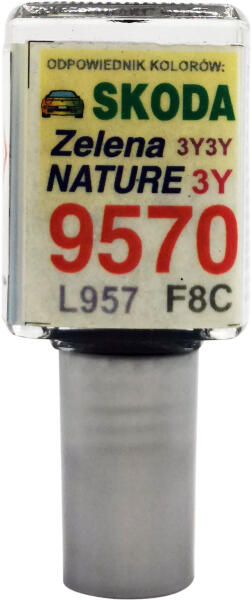 ODPOWIEDNIK KOLORÓW:
SKODA
Zelena 3Y3Y
NATURE 3Y
9570
L957 F8C